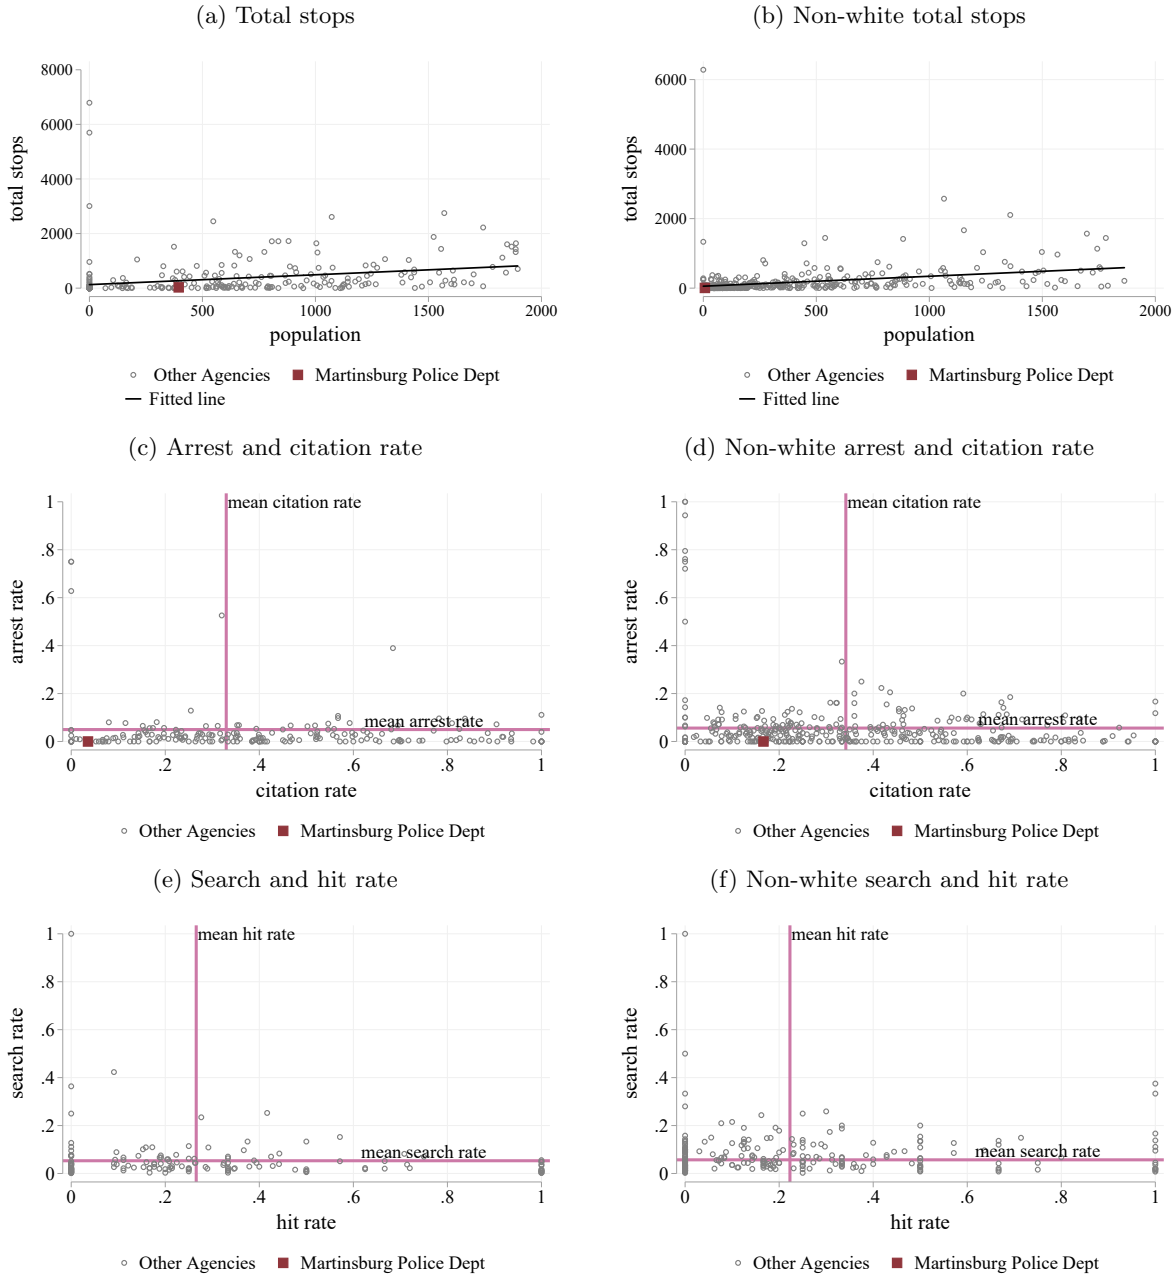 (a) Total stops
(b) Non-white total stops
8000
6000
4000
2000
0
total stops
0 500 1000 1500 2000
population
Other Agencies Martinsburg Police Dept
Fitted line
6000
4000
2000
0
total stops
0 500 1000 1500 2000
population
Other Agencies Martinsburg Police Dept
Fitted line
(c) Arrest and citation rate
(d) Non-white arrest and citation rate
1
.8
.6
.4
.2
0
arrest rate
mean citation rate
mean arrest rate
0 .2 .4 .6 .8 1
citation rate
Other Agencies Martinsburg Police Dept
1
.8
.6
.4
.2
0
arrest rate
mean citation rate
mean arrest rate
0 .2 .4 .6 .8 1
citation rate
Other Agencies Martinsburg Police Dept
(e) Search and hit rate
(f) Non-white search and hit rate
1
.8
.6
.4
.2
0
search rate
mean hit rate
mean search rate
0 .2 .4 .6 .8 1
hit rate
Other Agencies Martinsburg Police Dept
1
.8
.6
.4
.2
0
search rate
mean hit rate
mean search rate
0 .2 .4 .6 .8 1
hit rate
Other Agencies Martinsburg Police Dept